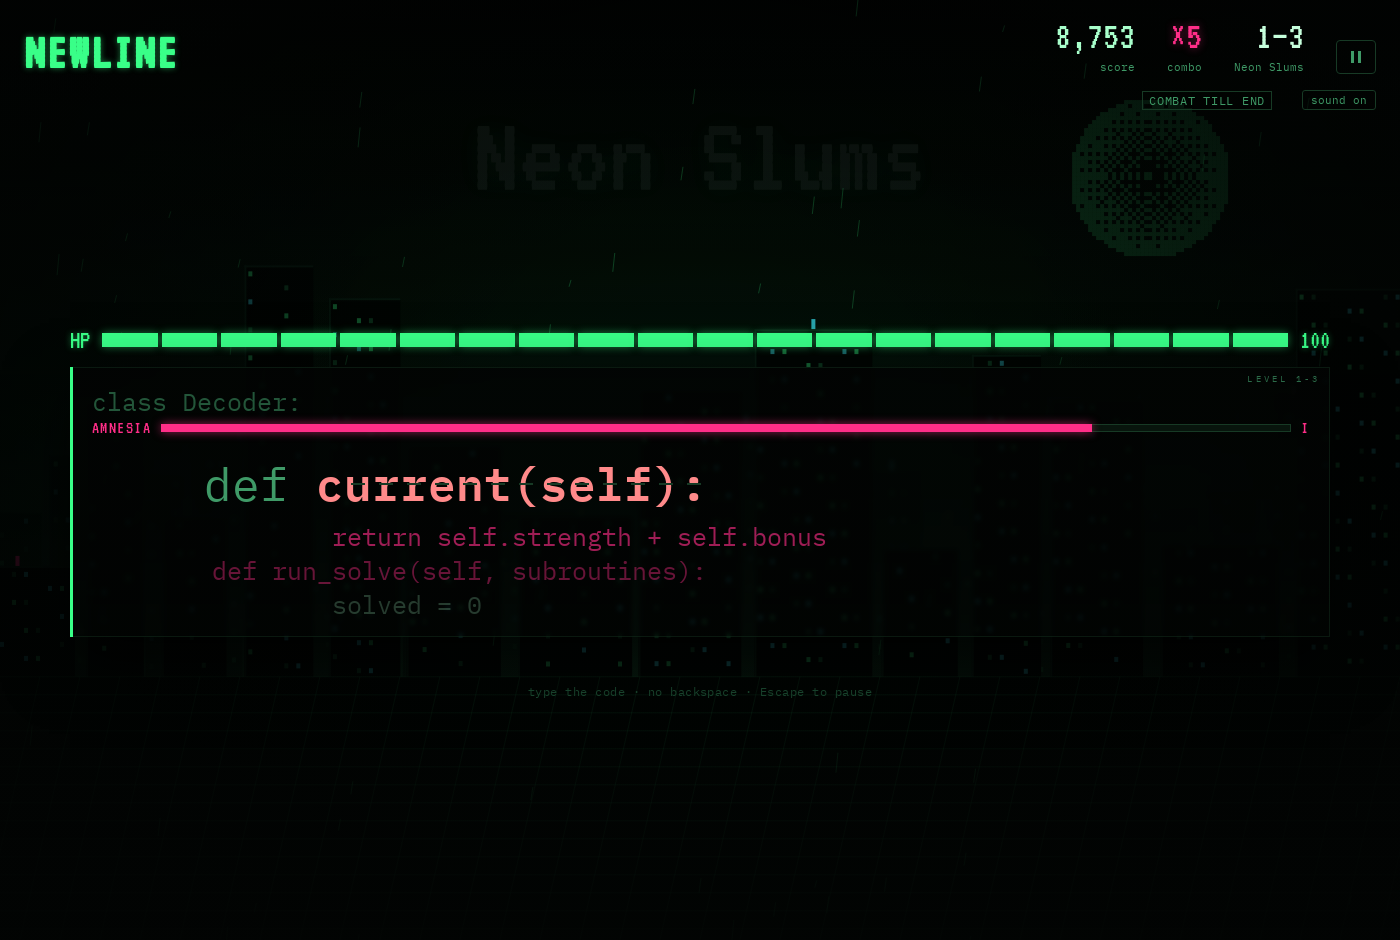 NEWLINE
8,753
score
x5
combo
1-3
Neon Slums
COMBAT TILL END
sound on
Neon Slums
HP
100
LEVEL 1-3
class Decoder:
AMNESIA
I
def current(self):
return self.strength + self.bonus
def run_solve(self, subroutines):
solved = 0
type the code · no backspace · Escape to pause